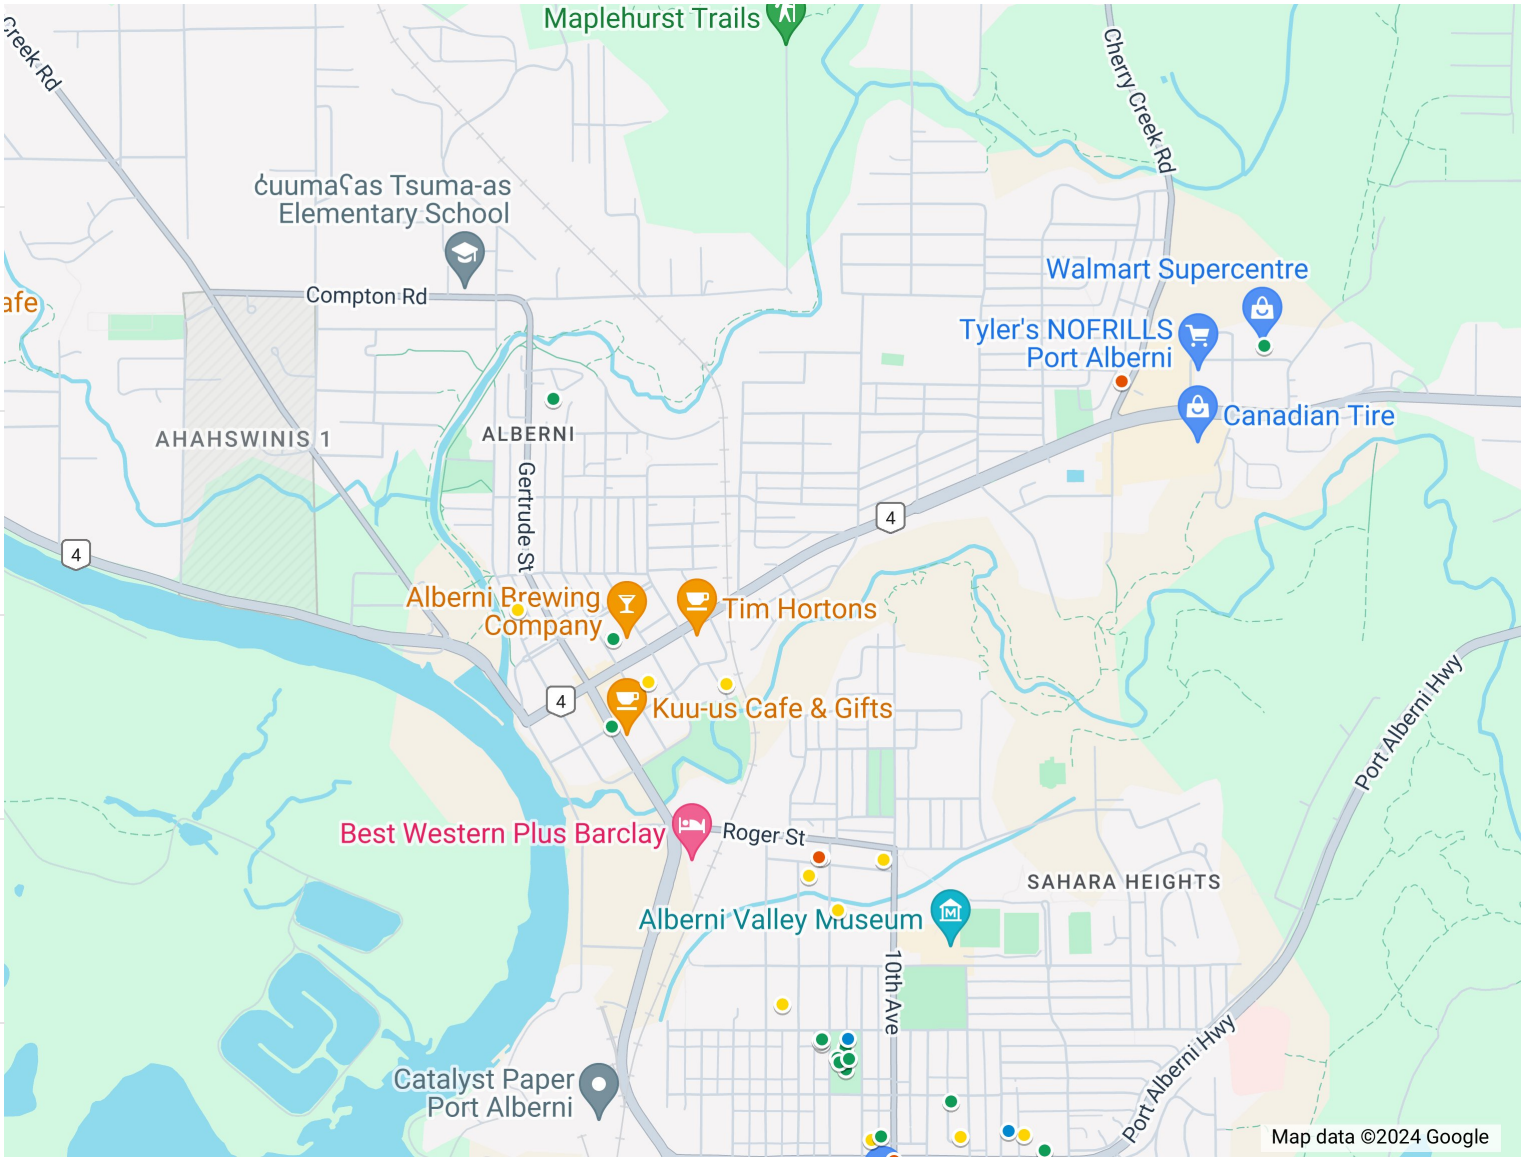 Maplehurst Trails
Creek Rd
Cherry Creek Rd
ċuumaʕas Tsuma-as
Elementary School
Compton Rd
afe
Walmart Supercentre
Tyler's NOFRILLS
Port Alberni
Canadian Tire
AHAHSWINIS 1
ALBERNI
Gertrude St
4
4
Alberni Brewing
Company
Tim Hortons
4
Kuu-us Cafe & Gifts
Port Alberni Hwy
Best Western Plus Barclay
Roger St
SAHARA HEIGHTS
Alberni Valley Museum
10th Ave
Port Alberni Hwy
Catalyst Paper
Port Alberni
Map data ©2024 Google